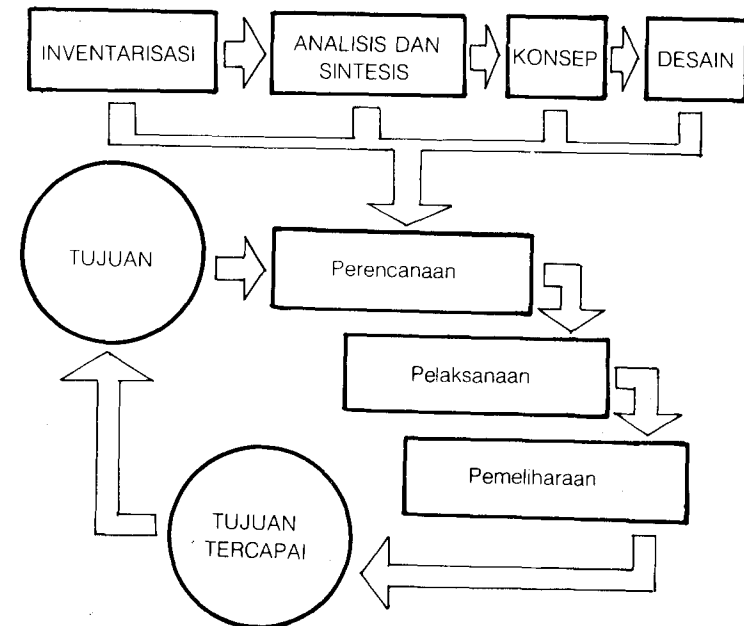 INVENTARISASI
ANALISIS DAN
SINTESIS
KONSEP
DESAIN
TUJUAN
Perencanaan
Pelaksanaan
Pemeliharaan
TUJUAN
TERCAPAI